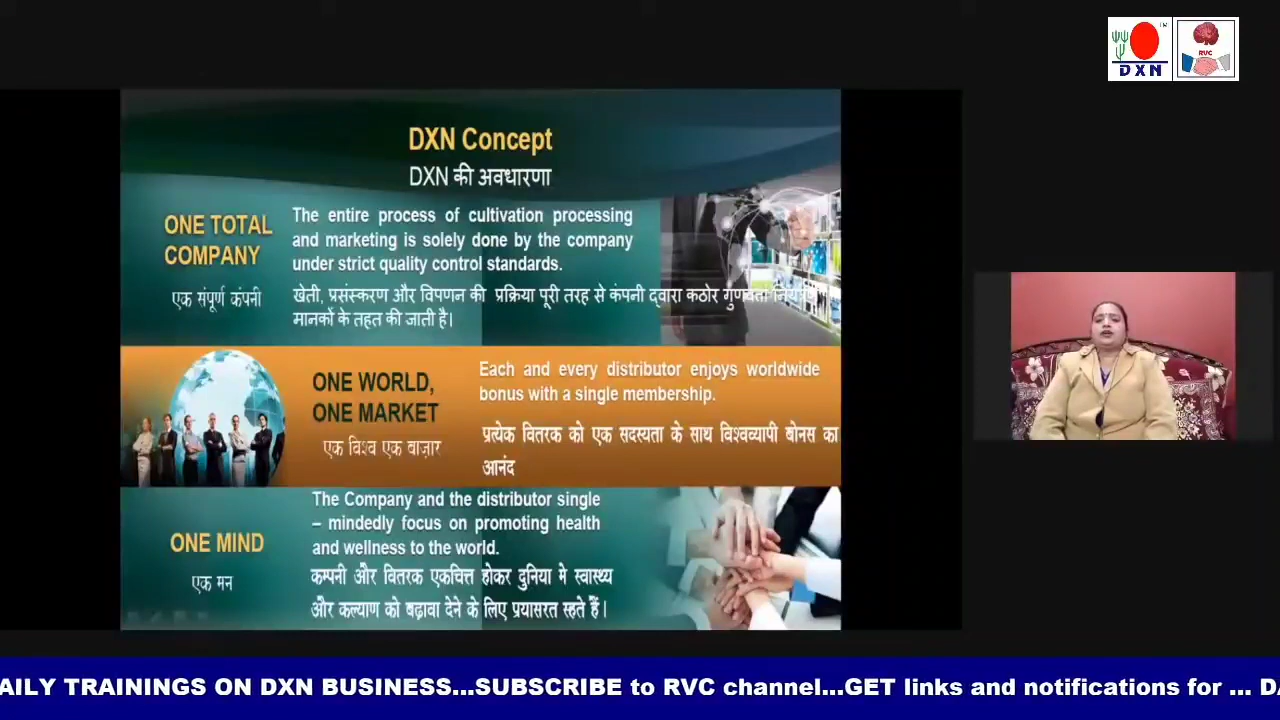 DXN
RVC
DXN Concept
DXN की अवधारणा
ONE TOTAL
COMPANY
एक संपूर्ण कंपनी
The entire process of cultivation processing
and marketing is solely done by the company
under strict quality control standards.
खेती, प्रसंस्करण और विपणन की प्रक्रिया पूरी तरह से कंपनी द्वारा कठोर गुणवत्ता नियंत्रण
मानकों के तहत की जाती है।
ONE WORLD,
ONE MARKET
एक विश्व एक बाज़ार
Each and every distributor enjoys worldwide
bonus with a single membership.
प्रत्येक वितरक को एक सदस्यता के साथ विश्वव्यापी बोनस का
आनंद
ONE MIND
एक मन
The Company and the distributor single
– mindedly focus on promoting health
and wellness to the world.
कम्पनी और वितरक एकचित्त होकर दुनिया मे स्वास्थ्य
और कल्याण को बढ़ावा देने के लिए प्रयासरत रहते हैं।
AILY TRAININGS ON DXN BUSINESS...SUBSCRIBE to RVC channel...GET links and notifications for ... DA